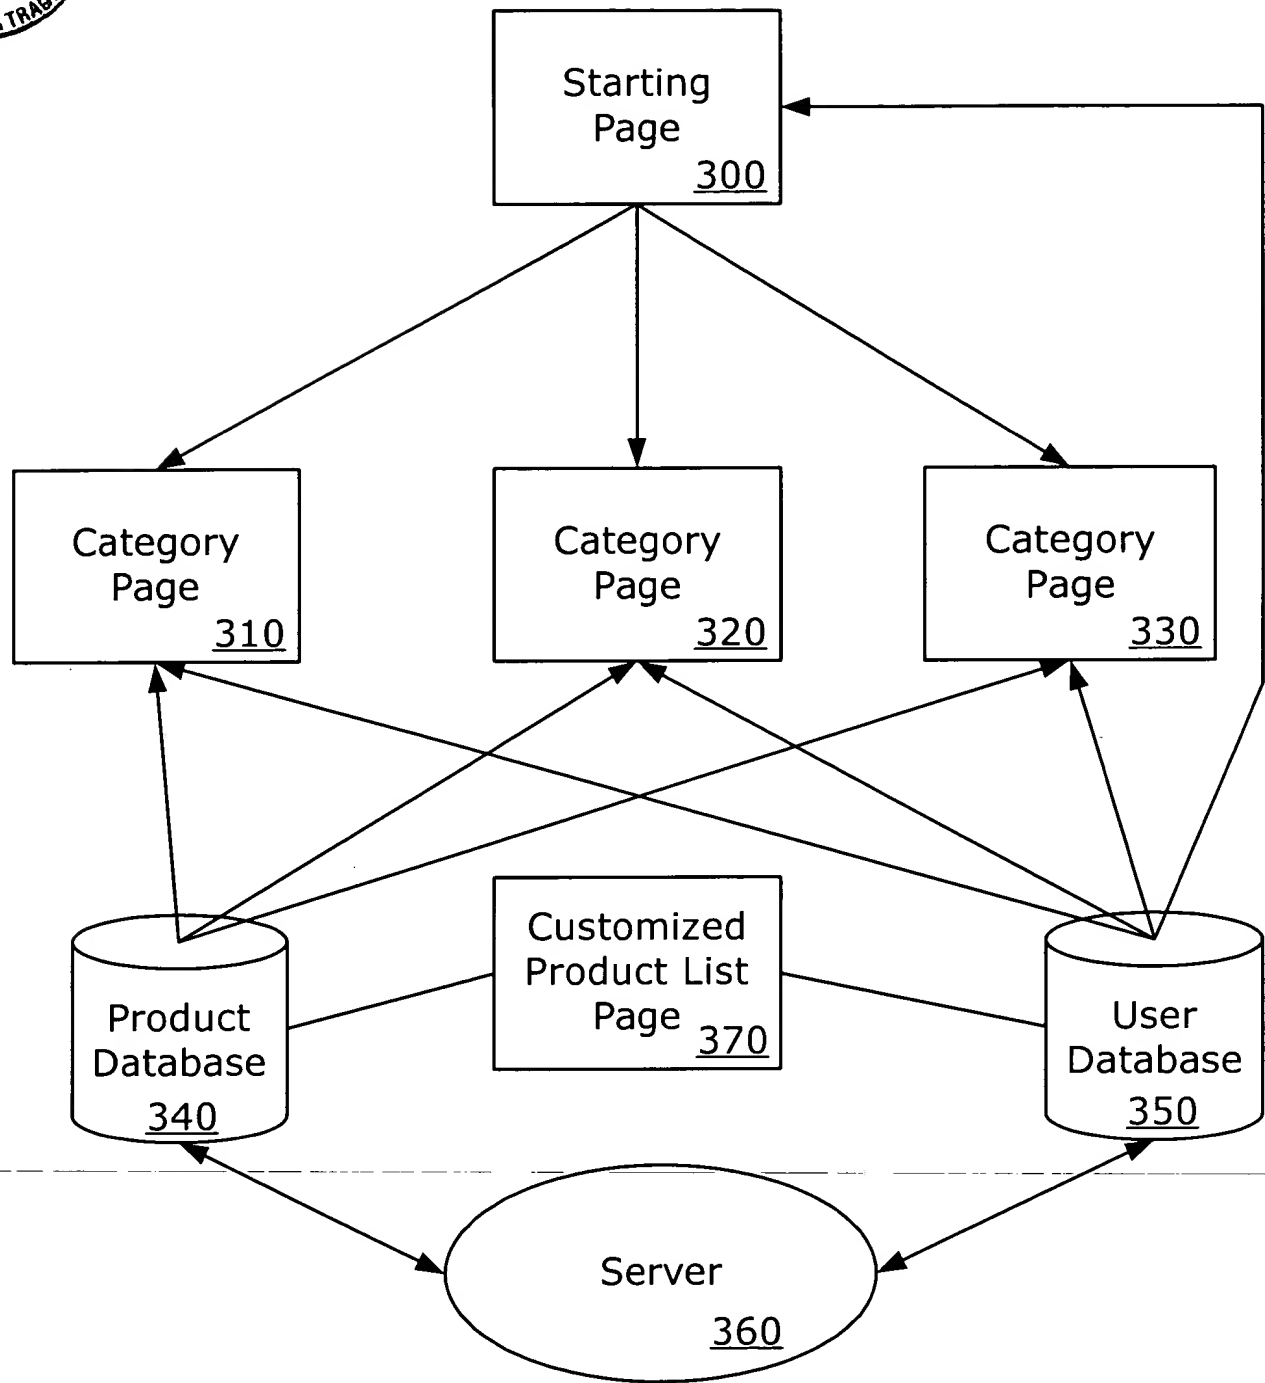 TRAD
Starting
Page
300
Category
Page
310
Category
Page
320
Category
Page
330
Customized
Product List
Page
370
Product
Database
340
User
Database
350
Server
360